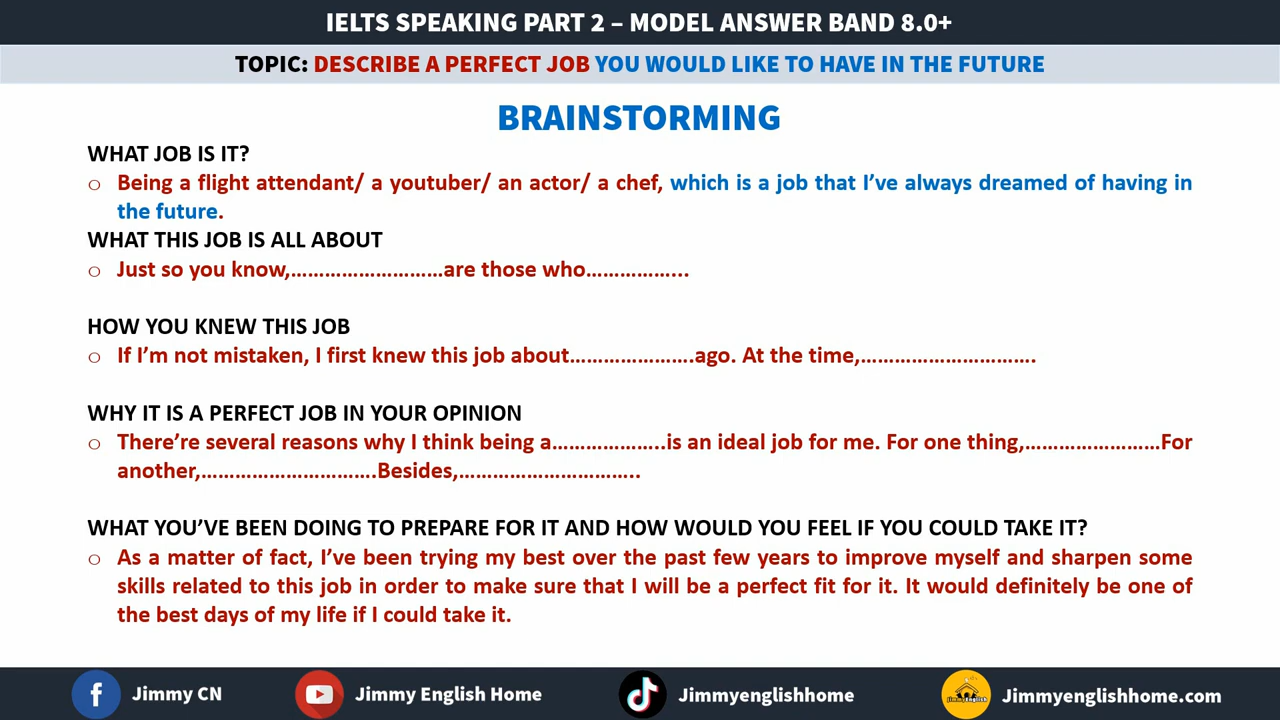 IELTS SPEAKING PART 2 – MODEL ANSWER BAND 8.0+
TOPIC: DESCRIBE A PERFECT JOB YOU WOULD LIKE TO HAVE IN THE FUTURE
BRAINSTORMING
WHAT JOB IS IT?
o Being a flight attendant/ a youtuber/ an actor/ a chef, which is a job that I’ve always dreamed of having in
the future.
WHAT THIS JOB IS ALL ABOUT
o Just so you know,………………………are those who……………...
HOW YOU KNEW THIS JOB
o If I’m not mistaken, I first knew this job about………………….ago. At the time,………………………….
WHY IT IS A PERFECT JOB IN YOUR OPINION
o There’re several reasons why I think being a………………..is an ideal job for me. For one thing,……………………For
another,………………………….Besides,…………………………..
WHAT YOU’VE BEEN DOING TO PREPARE FOR IT AND HOW WOULD YOU FEEL IF YOU COULD TAKE IT?
o As a matter of fact, I’ve been trying my best over the past few years to improve myself and sharpen some
skills related to this job in order to make sure that I will be a perfect fit for it. It would definitely be one of
the best days of my life if I could take it.
Jimmy CN
Jimmy English Home
Jimmyenglishhome
Jimmyenglishhome.com